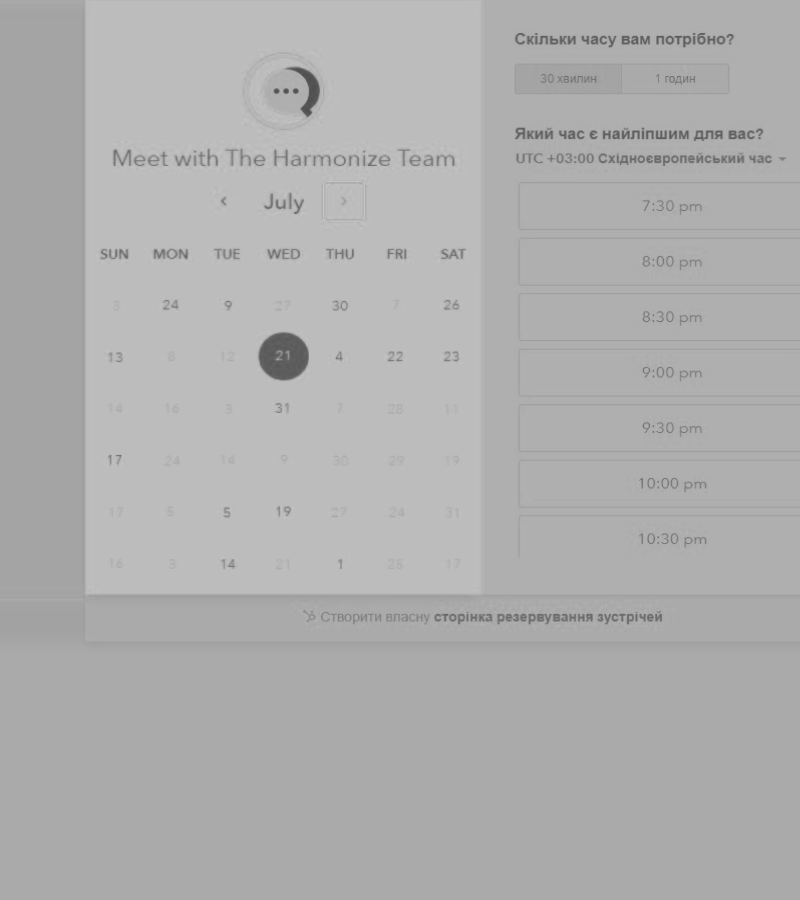 Meet with The Harmonize Team
July
SUN MON TUE WED THU FRI SAT
3 24 9 27 30 7 26
13 8 12 21 4 22 23
14 16 3 31 7 28 11
17 24 14 9 30 29 19
17 5 5 19 27 24 31
16 3 14 21 1 28 17
Скільки часу вам потрібно?
30 хвилин 1 годин
Який час є найліпшим для вас?
UTC +03:00 Східноєвропейський час
7:30 pm
8:00 pm
8:30 pm
9:00 pm
9:30 pm
10:00 pm
10:30 pm
Створити власну сторінка резервування зустрічей